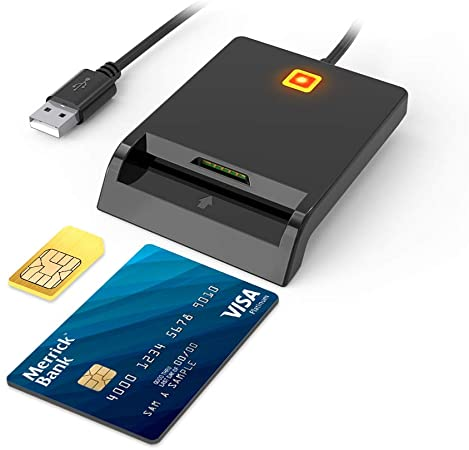 Merrick
Bank
VISA
Platinum
4000 1234 5678 9010
00/00
SAM A SAMPLE